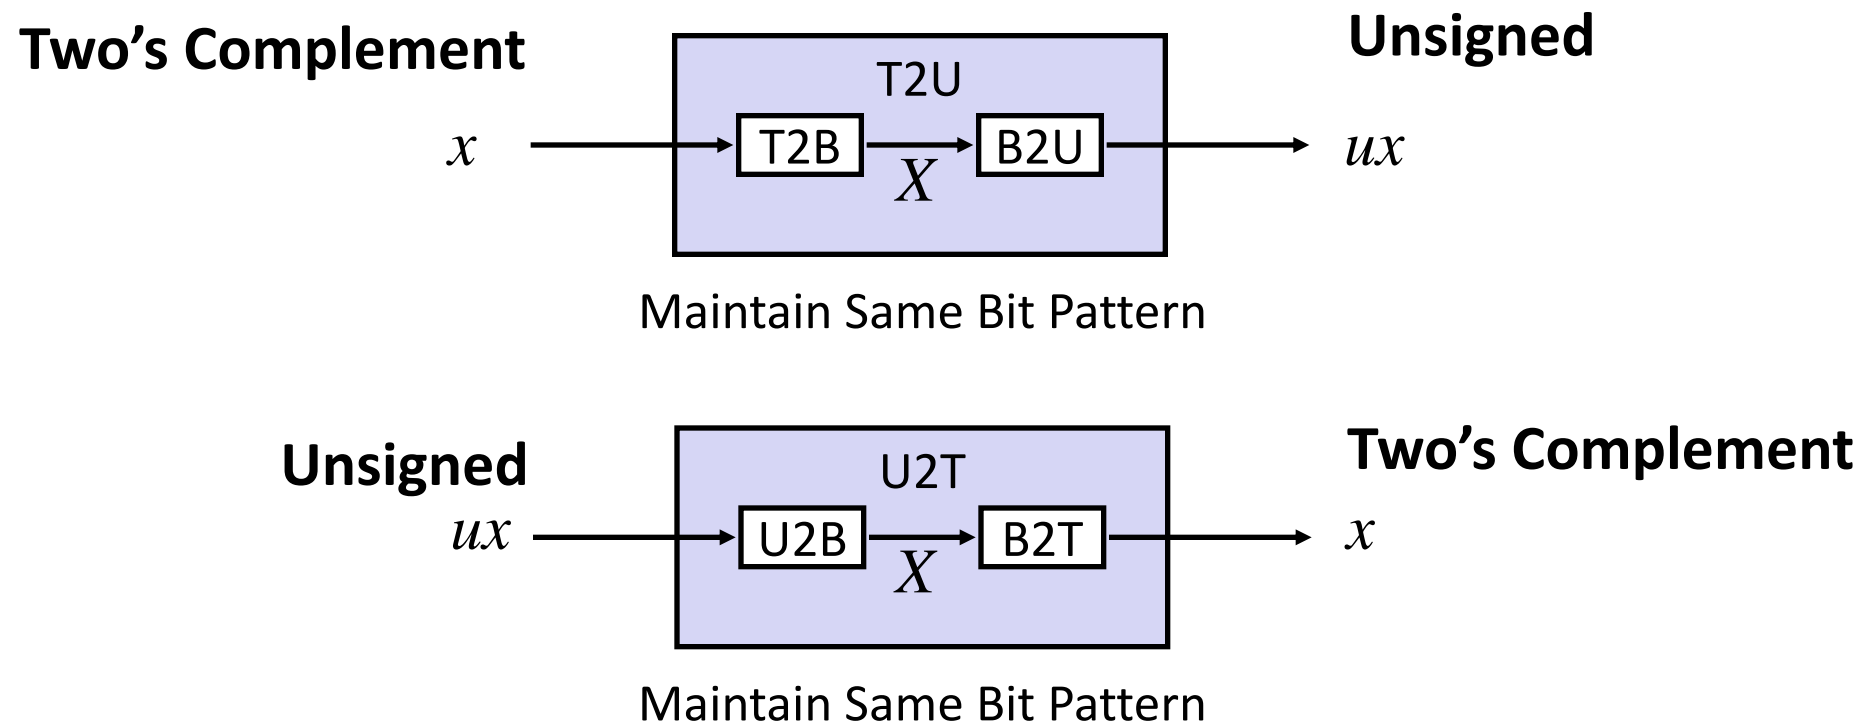 Two’s Complement
Unsigned
T2U
x
T2B
X
B2U
ux
Maintain Same Bit Pattern
Unsigned
Two’s Complement
U2T
ux
U2B
X
B2T
x
Maintain Same Bit Pattern